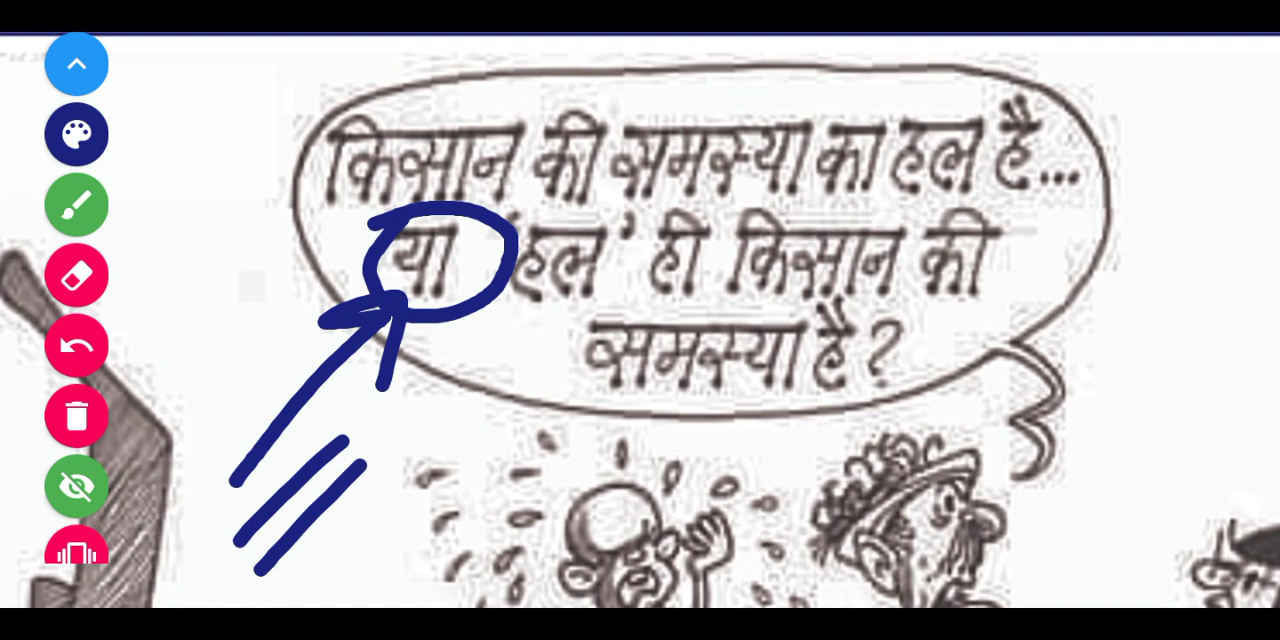 किसान की समस्या का हल है...
या 'हल' ही किसान की
समस्या है?